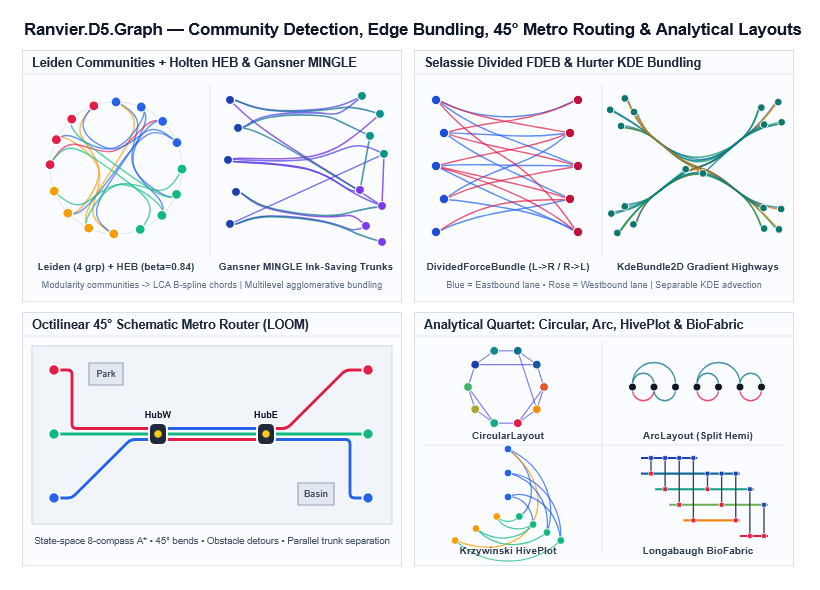 Ranvier.D5.Graph — Community Detection, Edge Bundling, 45° Metro Routing & Analytical Layouts
Leiden Communities + Holten HEB & Gansner MINGLE
Leiden (4 grp) + HEB (beta=0.84)
Gansner MINGLE Ink-Saving Trunks
Modularity communities -> LCA B-spline chords | Multilevel agglomerative bundling
Selassie Divided FDEB & Hurter KDE Bundling
DividedForceBundle (L->R / R->L)
KdeBundle2D Gradient Highways
Blue = Eastbound lane • Rose = Westbound lane | Separable KDE advection
Octilinear 45° Schematic Metro Router (LOOM)
Park
HubW
HubE
Basin
State-space 8-compass A* • 45° bends • Obstacle detours • Parallel trunk separation
Analytical Quartet: Circular, Arc, HivePlot & BioFabric
CircularLayout
ArcLayout (Split Hemi)
Krzywinski HivePlot
Longabaugh BioFabric